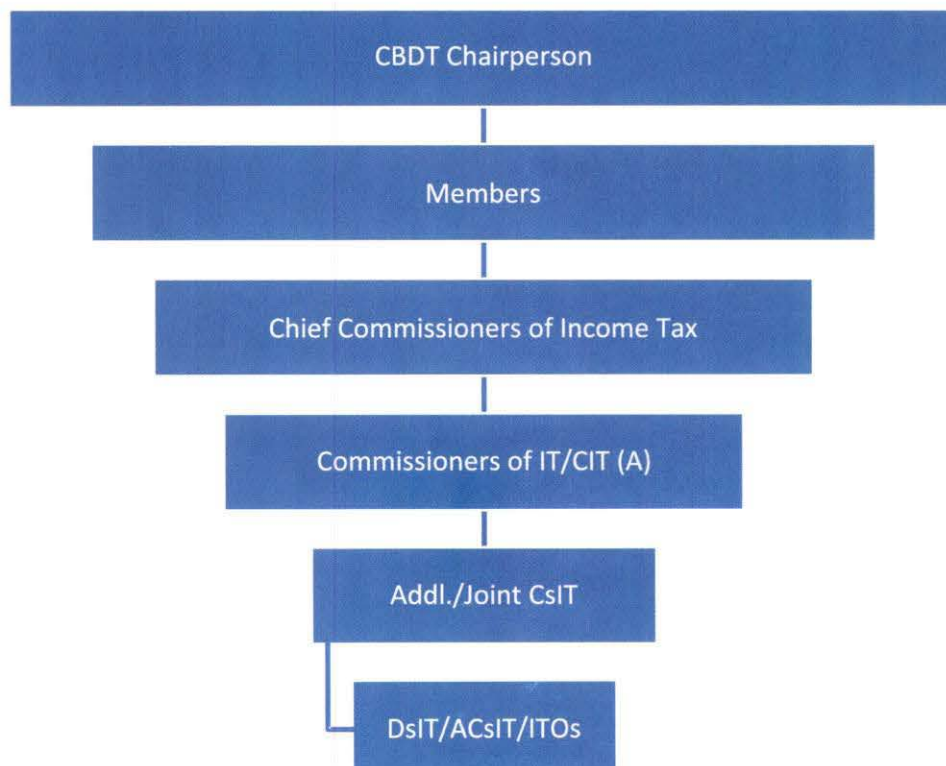 CBDT Chairperson
Members
Chief Commissioners of Income Tax
Commissioners of IT/CIT (A)
Addl./Joint CsIT
DsIT/ACsIT/ITOs